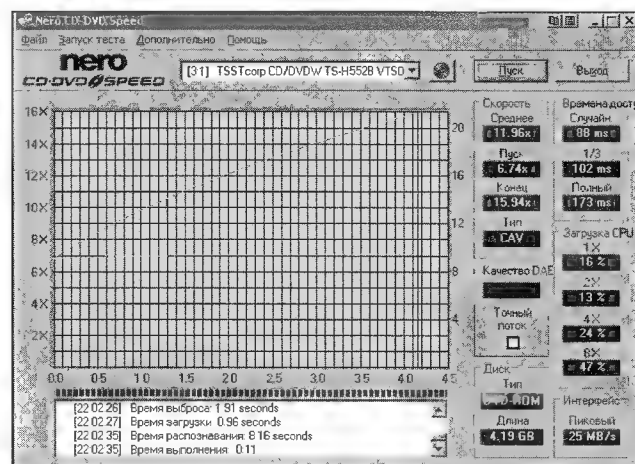 Nero CD-DVD Speed
Файл Запуск теста Дополнительно Помощь
nero
CD·DVD SPEED
[31] TSSTcorp CD/DVDW TS-H552B VTSD
Пуск
Выход
16X
14X
12X
10X
8X
6X
4X
2X
20
16
12
8
4
0.0 0.5 1.0 1.5 2.0 2.5 3.0 3.5 4.0 4.5
Скорость
Среднее
11.96x
Пуск
6.74x
Конец
15.94x
Тип
CAV
Качество DAE
Точный
поток
Диск
Тип
DVD-ROM
Длина
4.19 GB
Времена досту
Случайн
88 ms
1/3
102 ms
Полный
173 ms
Загрузка CPU
1X
16 %
2X
13 %
4X
24 %
8X
47 %
Интерфейс
Пиковый
25 MB/s
[22:02:26] Время выброса: 1.91 seconds
[22:02:27] Время загрузки: 0.96 seconds
[22:02:35] Время распознавания: 8.16 seconds
[22:02:35] Время выполнения: 0:11